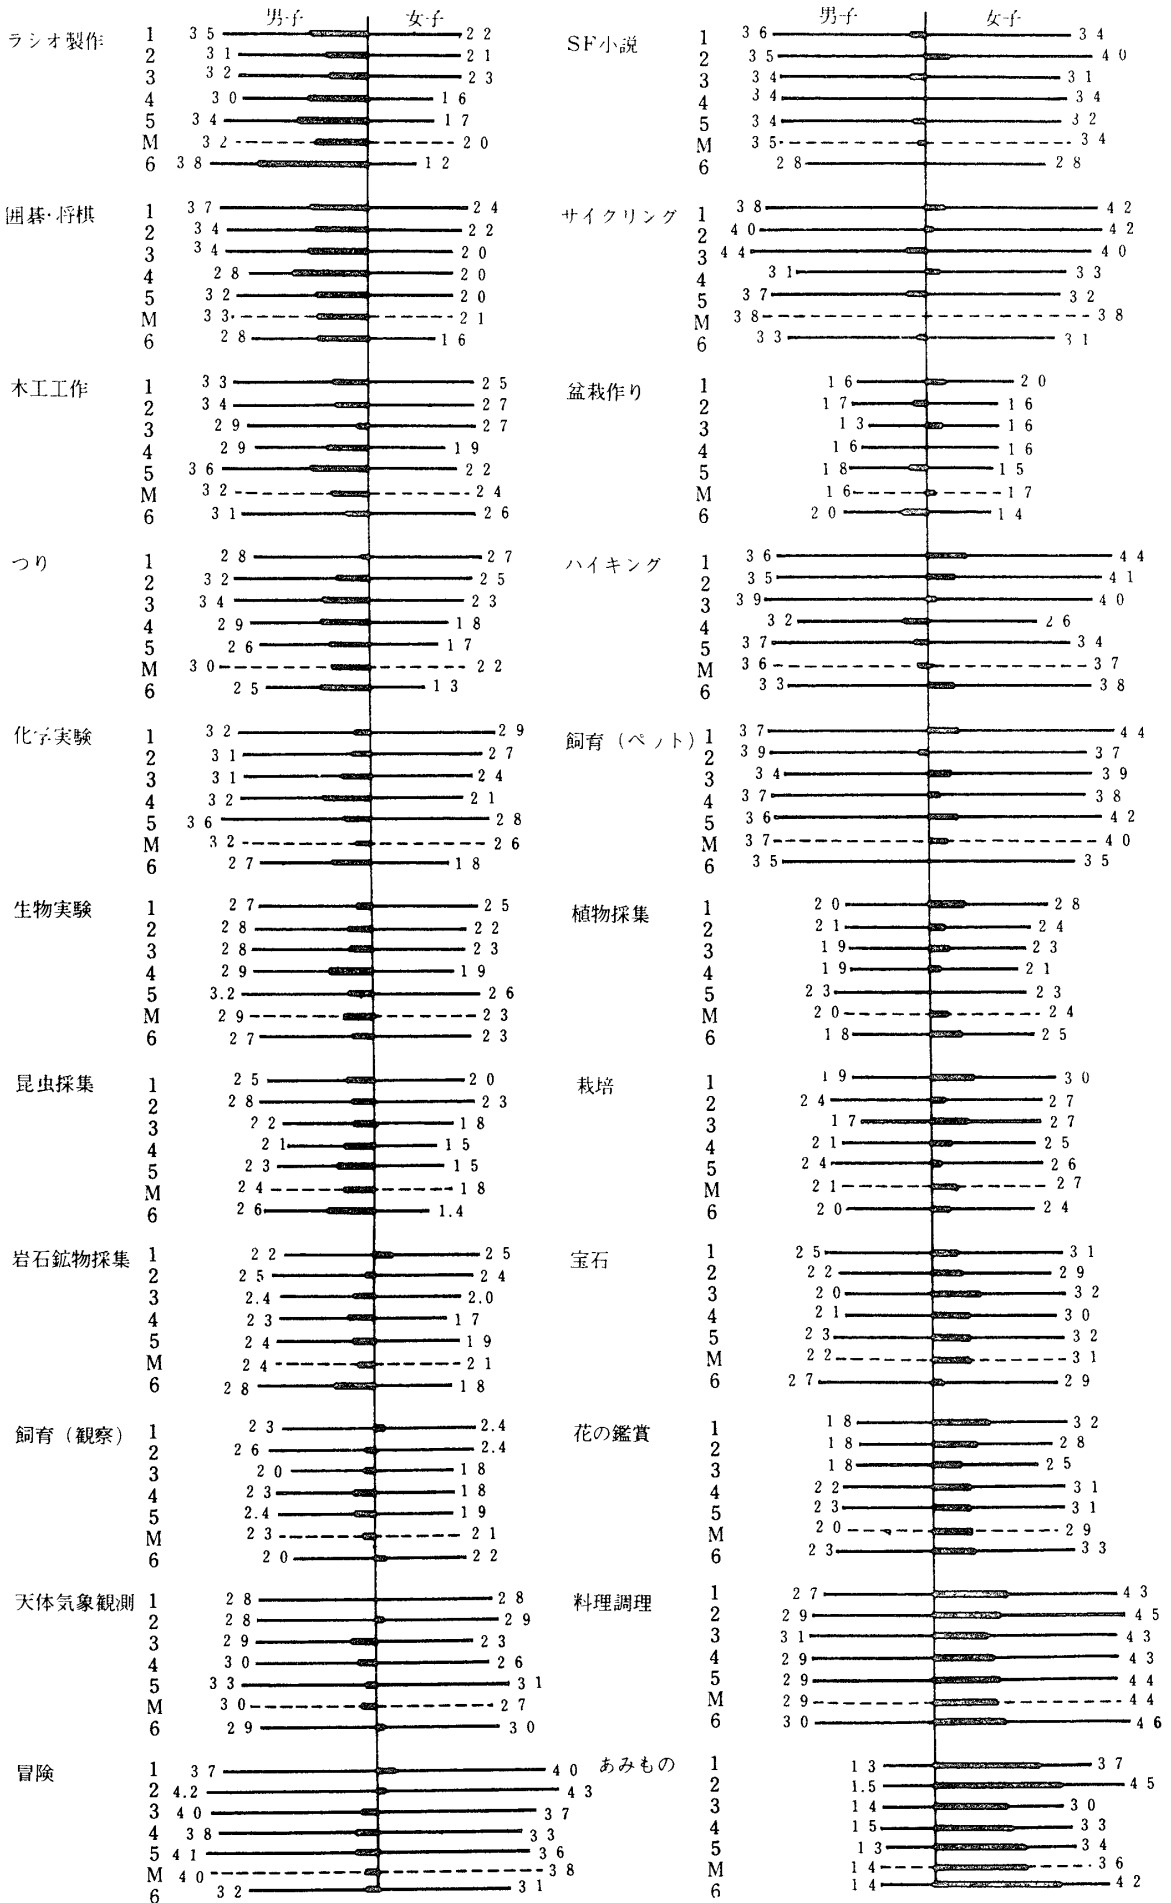 男子 女子
ラジオ製作 1 35 22
2 31 21
3 32 23
4 30 16
5 34 17
M 32 20
6 38 12
囲碁·将棋 1 37 24
2 34 22
3 34 20
4 28 20
5 32 20
M 33 21
6 28 16
木工工作 1 33 25
2 34 27
3 29 27
4 29 19
5 36 22
M 32 24
6 31 26
つり 1 28 27
2 32 25
3 34 23
4 29 18
5 26 17
M 30 22
6 25 13
化学実験 1 32 29
2 31 27
3 31 24
4 32 21
5 36 28
M 32 26
6 27 18
生物実験 1 27 25
2 28 22
3 28 23
4 29 19
5 3.2 26
M 29 23
6 27 23
昆虫採集 1 25 20
2 28 23
3 22 18
4 21 15
5 23 15
M 24 18
6 26 1.4
岩石鉱物採集 1 22 25
2 25 24
3 2.4 2.0
4 23 17
5 24 19
M 24 21
6 28 18
飼育（観察） 1 23 2.4
2 26 2.4
3 20 18
4 23 18
5 2.4 19
M 23 21
6 20 22
天体気象観測 1 28 28
2 28 29
3 29 23
4 30 26
5 33 31
M 30 27
6 29 30
冒険 1 37 40
2 4.2 43
3 40 37
4 38 33
5 41 36
M 40 38
6 32 31
男子 女子
SF小説 1 36 34
2 35 40
3 34 31
4 34 34
5 34 32
M 35 34
6 28 28
サイクリング 1 38 42
2 40 42
3 44 40
4 31 33
5 37 32
M 38 38
6 33 31
盆栽作り 1 16 20
2 17 16
3 13 16
4 16 16
5 18 15
M 16 17
6 20 14
ハイキング 1 36 44
2 35 41
3 39 40
4 32 26
5 37 34
M 36 37
6 33 38
飼育（ペット） 1 37 44
2 39 37
3 34 39
4 37 38
5 36 42
M 37 40
6 35 35
植物採集 1 20 28
2 21 24
3 19 23
4 19 21
5 23 23
M 20 24
6 18 25
栽培 1 19 30
2 24 27
3 17 27
4 21 25
5 24 26
M 21 27
6 20 24
宝石 1 25 31
2 22 29
3 20 32
4 21 30
5 23 32
M 22 31
6 27 29
花の鑑賞 1 18 32
2 18 28
3 18 25
4 22 31
5 23 31
M 20 29
6 23 33
料理調理 1 27 43
2 29 45
3 31 43
4 29 43
5 29 44
M 29 44
6 30 46
あみもの 1 13 37
2 1.5 45
3 14 30
4 15 33
5 13 34
M 14 36
6 14 42